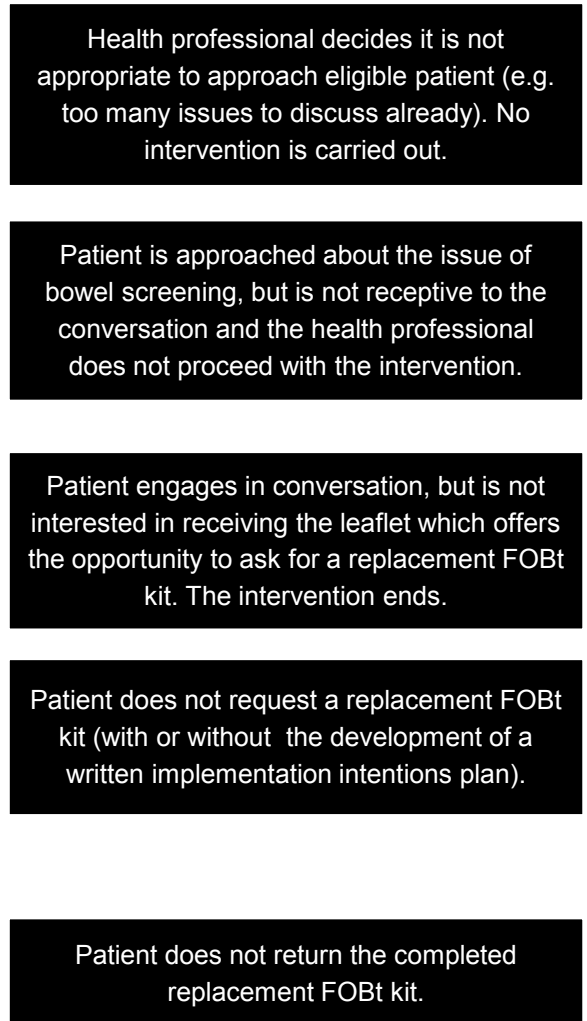 Health professional decides it is not
appropriate to approach eligible patient (e.g.
too many issues to discuss already). No
intervention is carried out.
Patient is approached about the issue of
bowel screening, but is not receptive to the
conversation and the health professional
does not proceed with the intervention.
Patient engages in conversation, but is not
interested in receiving the leaflet which offers
the opportunity to ask for a replacement FOBt
kit. The intervention ends.
Patient does not request a replacement FOBt
kit (with or without  the development of a
written implementation intentions plan).
Patient does not return the completed
replacement FOBt kit.